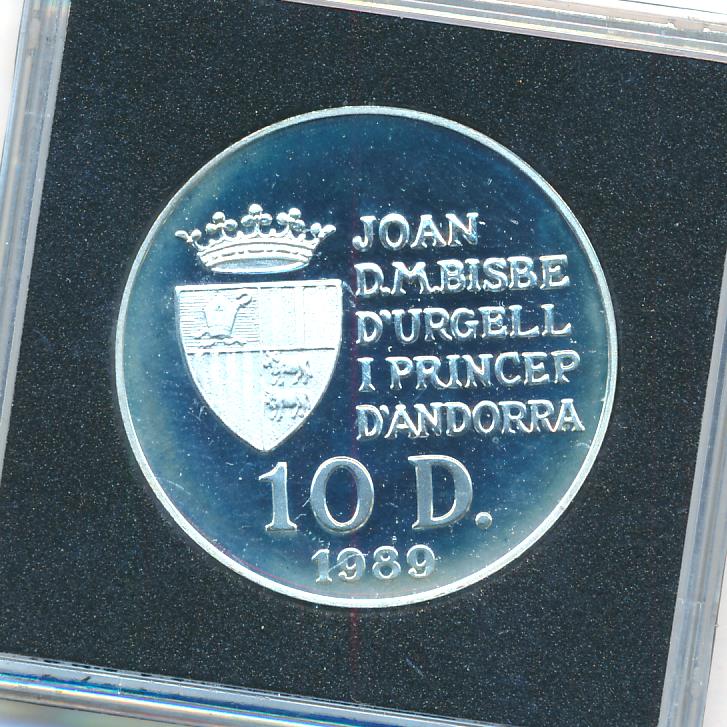 JOAN
D.M.BISBE
D'URGELL
I PRINCEP
D'ANDORRA
10 D.
1989